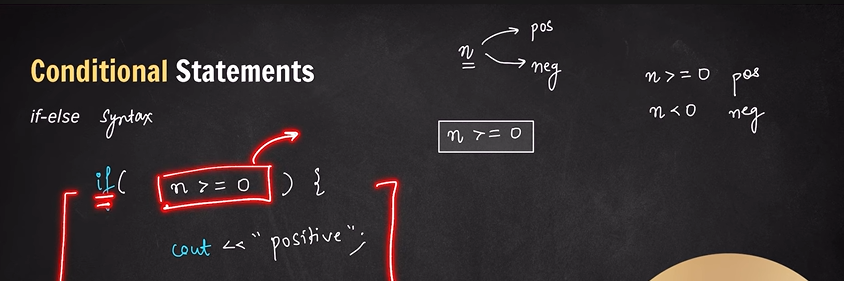 Conditional Statements
if-else Syntax
if( n >= 0 ) {
cout << "positive";
n
pos
neg
n >= 0
n >= 0 pos
n < 0 neg